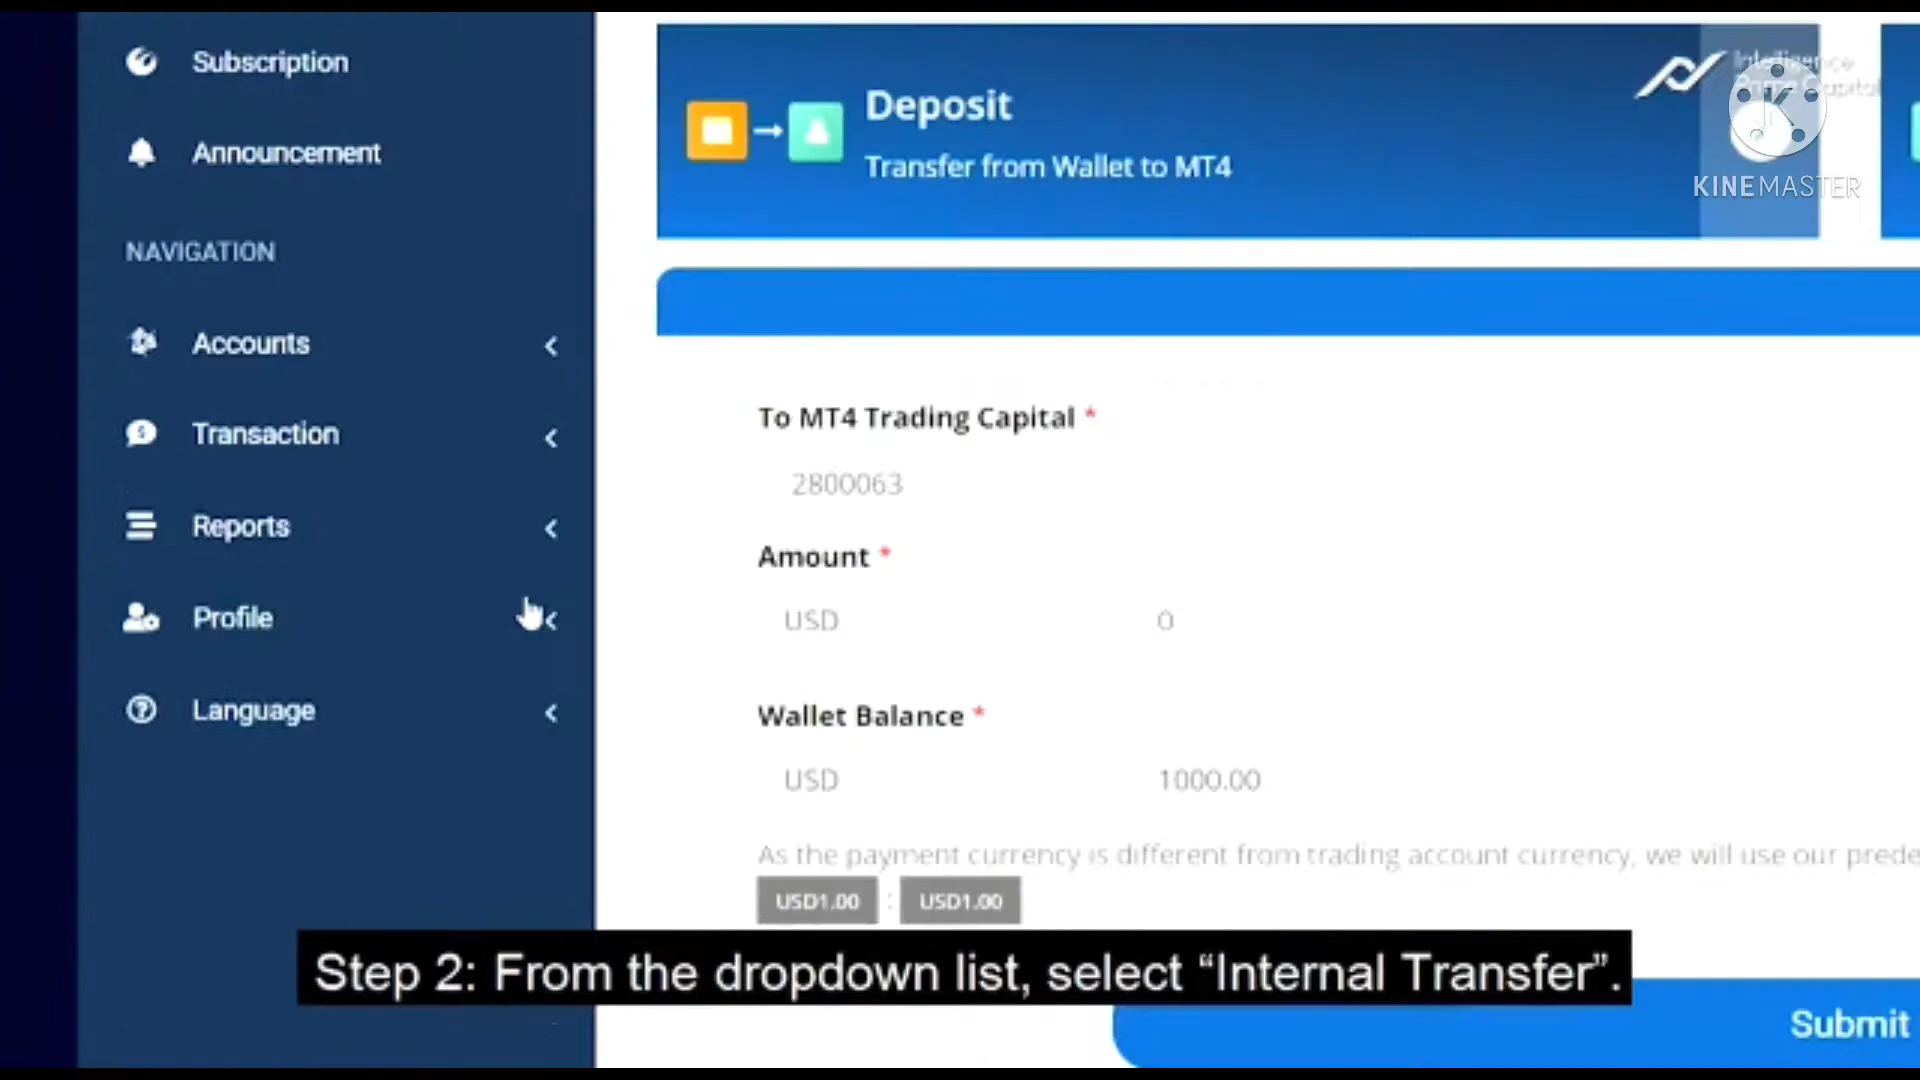 Subscription
Announcement
NAVIGATION
Accounts
Transaction
Reports
Profile
Language
Deposit
Transfer from Wallet to MT4
Intelligence
Prime Capital
KINEMASTER
To MT4 Trading Capital *
2800063
Amount *
USD 0
Wallet Balance *
USD 1000.00
As the payment currency is different from trading account currency, we will use our prede
USD1.00 : USD1.00
Step 2: From the dropdown list, select “Internal Transfer”.
Submit